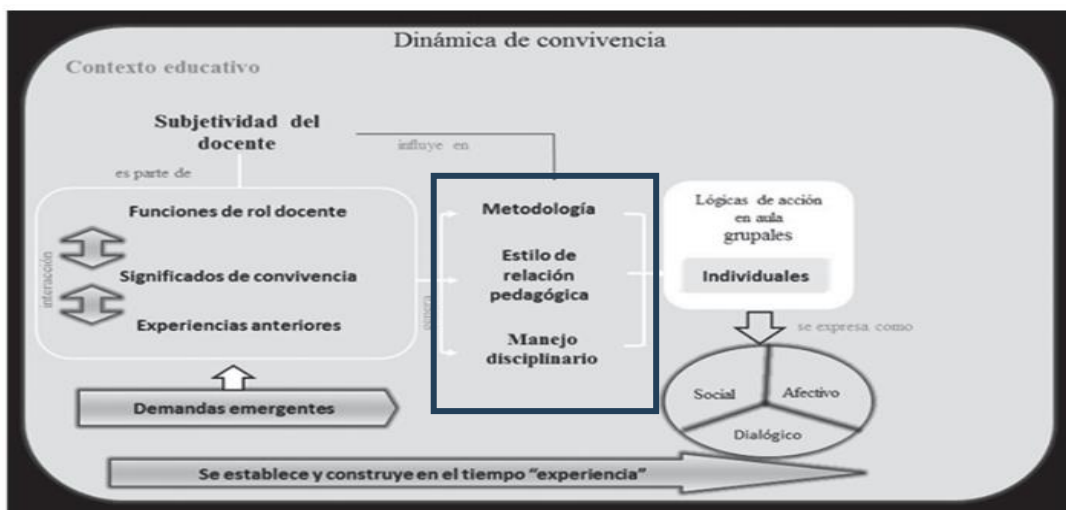 Dinámica de convivencia
Contexto educativo
Subjetividad del
docente
influye en
es parte de
Funciones de rol docente
Significados de convivencia
Experiencias anteriores
interacción
genera
Metodología
Estilo de
relación
pedagógica
Manejo
disciplinario
Lógicas de acción
en aula
grupales
Individuales
se expresa como
Social
Afectivo
Dialógico
Demandas emergentes
Se establece y construye en el tiempo “experiencia”